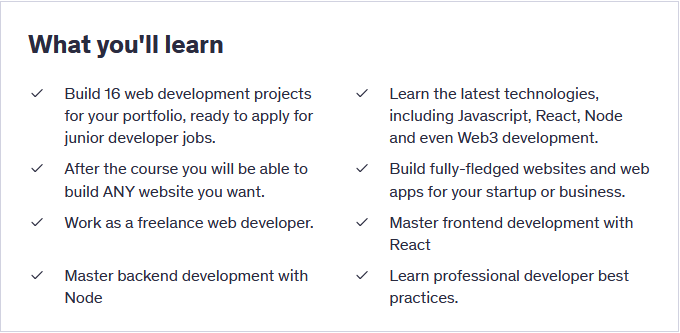 What you'll learn
Build 16 web development projects
for your portfolio, ready to apply for
junior developer jobs.
Learn the latest technologies,
including Javascript, React, Node
and even Web3 development.
After the course you will be able to
build ANY website you want.
Build fully-fledged websites and web
apps for your startup or business.
Work as a freelance web developer.
Master frontend development with
React
Master backend development with
Node
Learn professional developer best
practices.